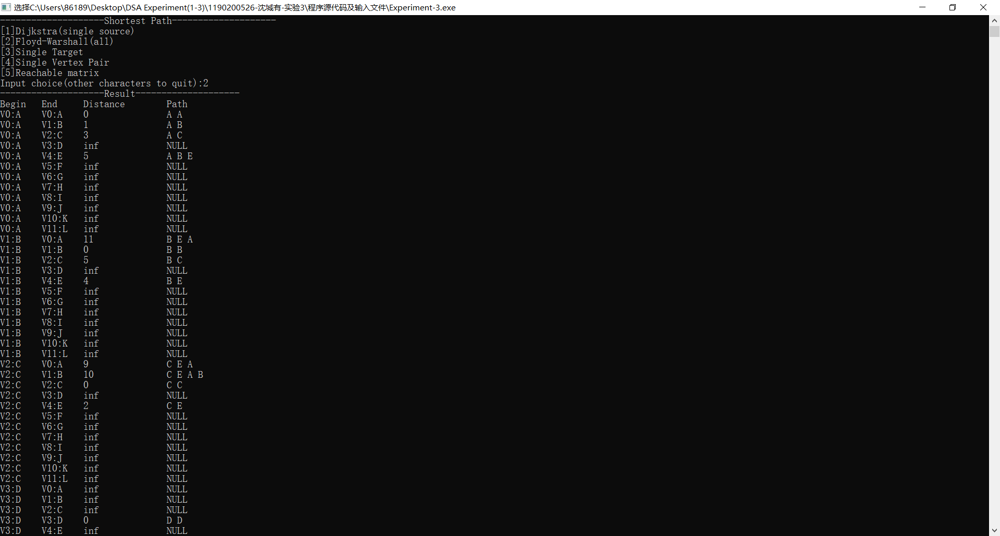 选择C:\Users\86189\Desktop\DSA Experiment(1-3)\1190200526-沈城有-实验3\程序源代码及输入文件\Experiment-3.exe
--------------------Shortest Path--------------------
[1]Dijkstra(single source)
[2]Floyd-Warshall(all)
[3]Single Target
[4]Single Vertex Pair
[5]Reachable matrix
Input choice(other characters to quit):2
--------------------Result--------------------
Begin End Distance Path
V0:A V0:A 0 A A
V0:A V1:B 1 A B
V0:A V2:C 3 A C
V0:A V3:D inf NULL
V0:A V4:E 5 A B E
V0:A V5:F inf NULL
V0:A V6:G inf NULL
V0:A V7:H inf NULL
V0:A V8:I inf NULL
V0:A V9:J inf NULL
V0:A V10:K inf NULL
V0:A V11:L inf NULL
V1:B V0:A 11 B E A
V1:B V1:B 0 B B
V1:B V2:C 5 B C
V1:B V3:D inf NULL
V1:B V4:E 4 B E
V1:B V5:F inf NULL
V1:B V6:G inf NULL
V1:B V7:H inf NULL
V1:B V8:I inf NULL
V1:B V9:J inf NULL
V1:B V10:K inf NULL
V1:B V11:L inf NULL
V2:C V0:A 9 C E A
V2:C V1:B 10 C E A B
V2:C V2:C 0 C C
V2:C V3:D inf NULL
V2:C V4:E 2 C E
V2:C V5:F inf NULL
V2:C V6:G inf NULL
V2:C V7:H inf NULL
V2:C V8:I inf NULL
V2:C V9:J inf NULL
V2:C V10:K inf NULL
V2:C V11:L inf NULL
V3:D V0:A inf NULL
V3:D V1:B inf NULL
V3:D V2:C inf NULL
V3:D V3:D 0 D D
V3:D V4:E inf NULL